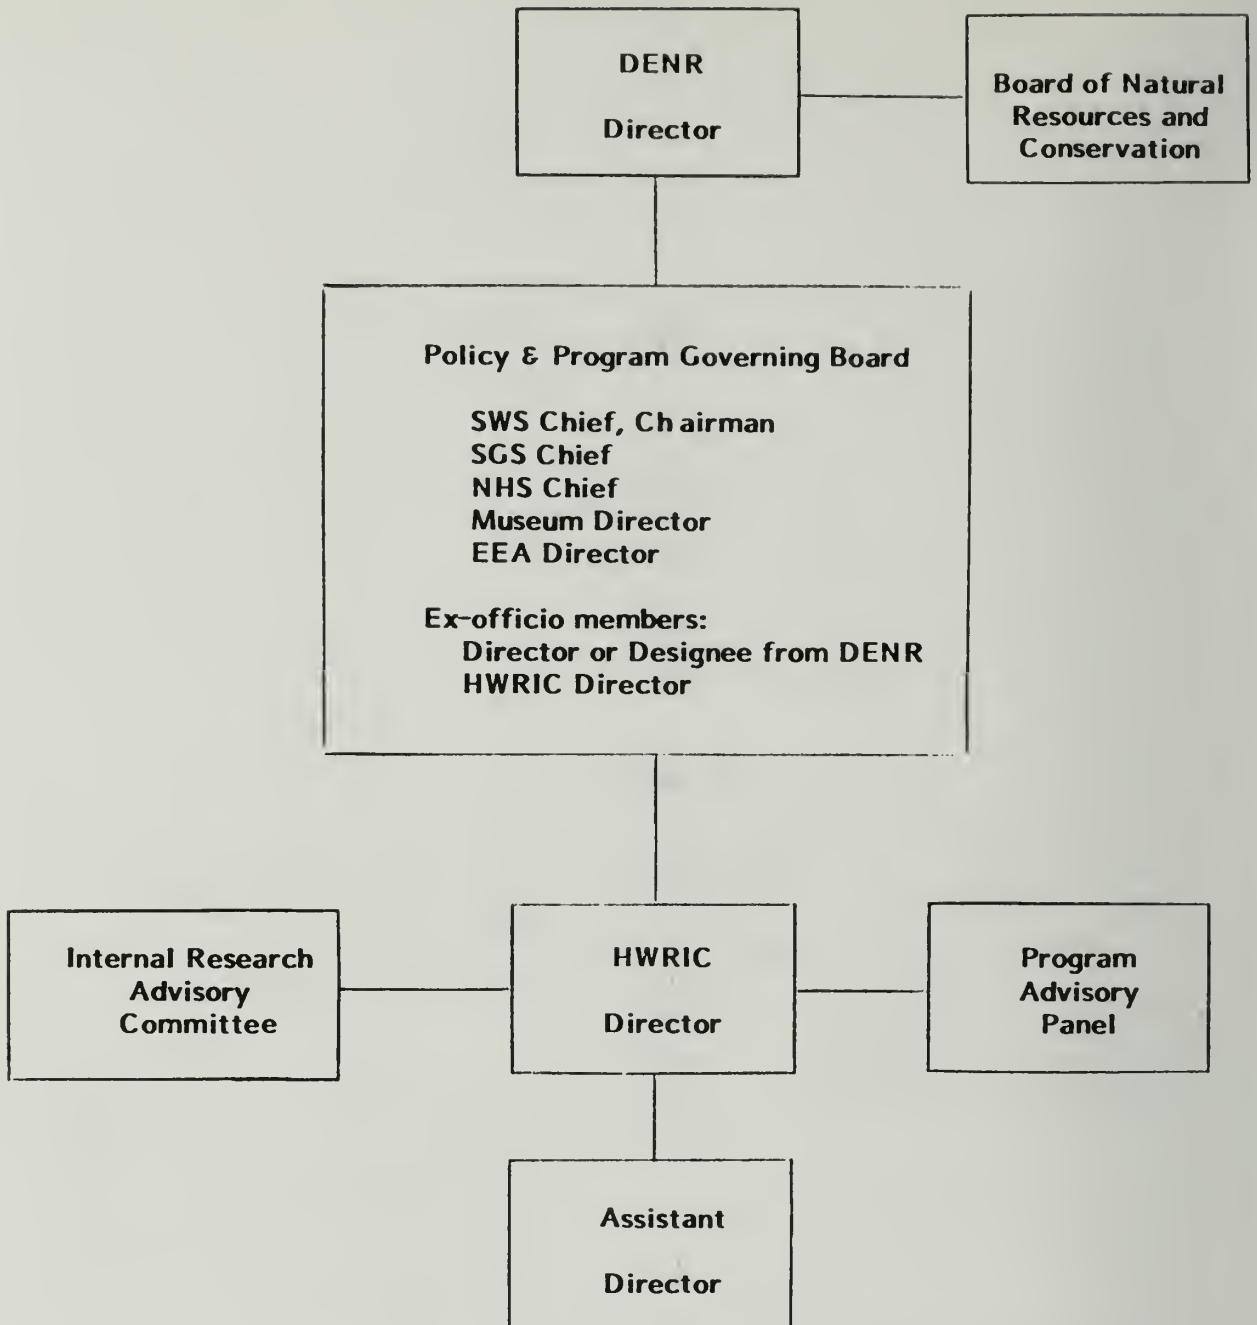 DENR
Director
Board of Natural
Resources and
Conservation
Policy & Program Governing Board
SWS Chief, Chairman
SGS Chief
NHS Chief
Museum Director
EEA Director
Ex-officio members:
Director or Designee from DENR
HWRIC Director
Internal Research
Advisory
Committee
HWRIC
Director
Program
Advisory
Panel
Assistant
Director